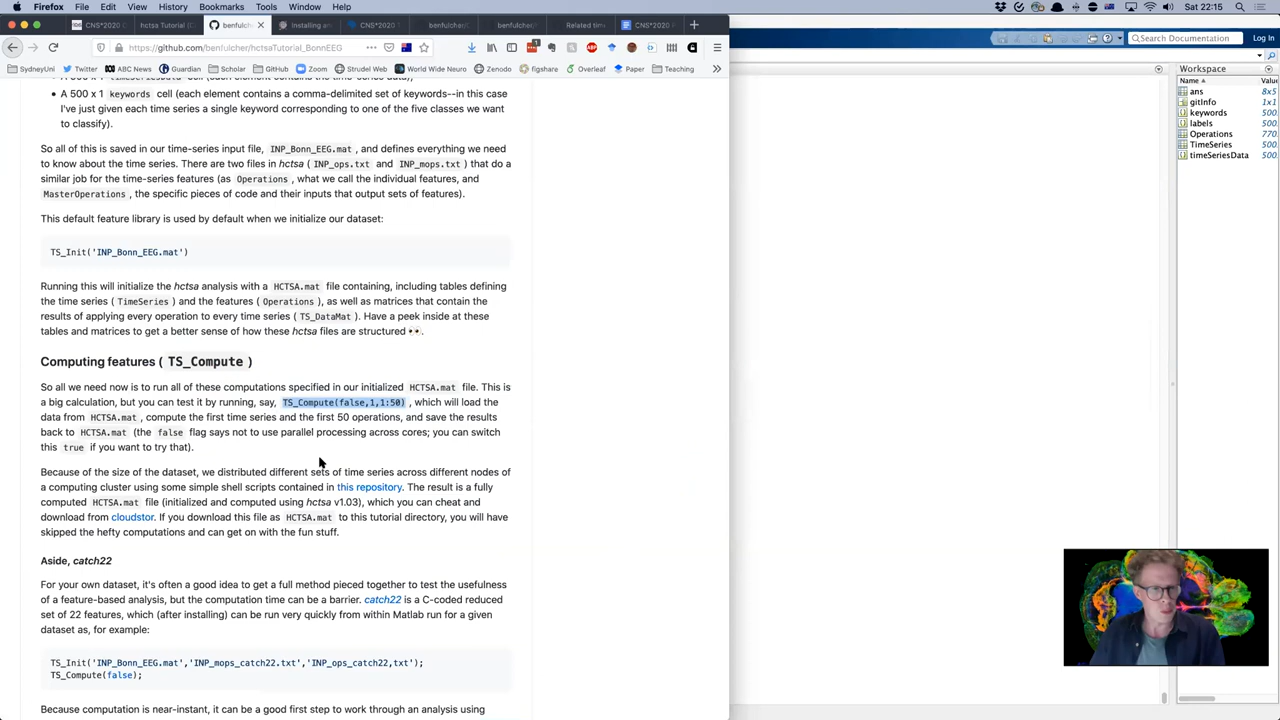 Firefox File Edit View History Bookmarks Tools Window Help Sat 22:15
CNS*2020 O hctsa Tutorial (D benfulche Installing an CNS*2020 T benfulcher/ benfulcher/ Related time CNS*2020 P
https://github.com/benfulcher/hctsaTutorial_BonnEEG
Search Documentation Log In
SydneyUni Twitter ABC News Guardian Scholar GitHub Zoom Strudel Web World Wide Neuro Zenodo figshare Overleaf Paper Teaching
Workspace
Name Value
ans 8x5
gitInfo 1x1
keywords 500
labels 500
Operations 770
TimeSeries 500
timeSeriesData 500
• A 500 x 1 keywords cell (each element contains a comma-delimited set of keywords--in this case
I've just given each time series a single keyword corresponding to one of the five classes we want
to classify).
So all of this is saved in our time-series input file, INP_Bonn_EEG.mat, and defines everything we need
to know about the time series. There are two files in hctsa ( INP_ops.txt and INP_mops.txt ) that do a
similar job for the time-series features (as Operations, what we call the individual features, and
MasterOperations, the specific pieces of code and their inputs that output sets of features).
This default feature library is used by default when we initialize our dataset:
TS_Init('INP_Bonn_EEG.mat')
Running this will initialize the hctsa analysis with a HCTSA.mat file containing, including tables defining
the time series ( TimeSeries ) and the features ( Operations ), as well as matrices that contain the
results of applying every operation to every time series ( TS_DataMat ). Have a peek inside at these
tables and matrices to get a better sense of how these hctsa files are structured 👀.
Computing features ( TS_Compute )
So all we need now is to run all of these computations specified in our initialized HCTSA.mat file. This is
a big calculation, but you can test it by running, say, TS_Compute(false,1,1:50) , which will load the
data from HCTSA.mat , compute the first time series and the first 50 operations, and save the results
back to HCTSA.mat (the false flag says not to use parallel processing across cores; you can switch
this true if you want to try that).
Because of the size of the dataset, we distributed different sets of time series across different nodes of
a computing cluster using some simple shell scripts contained in this repository. The result is a fully
computed HCTSA.mat file (initialized and computed using hctsa v1.03), which you can cheat and
download from cloudstor. If you download this file as HCTSA.mat to this tutorial directory, you will have
skipped the hefty computations and can get on with the fun stuff.
Aside, catch22
For your own dataset, it's often a good idea to get a full method pieced together to test the usefulness
of a feature-based analysis, but the computation time can be a barrier. catch22 is a C-coded reduced
set of 22 features, which (after installing) can be run very quickly from within Matlab run for a given
dataset as, for example:
TS_Init('INP_Bonn_EEG.mat','INP_mops_catch22.txt','INP_ops_catch22,txt');
TS_Compute(false);
Because computation is near-instant, it can be a good first step to work through an analysis using